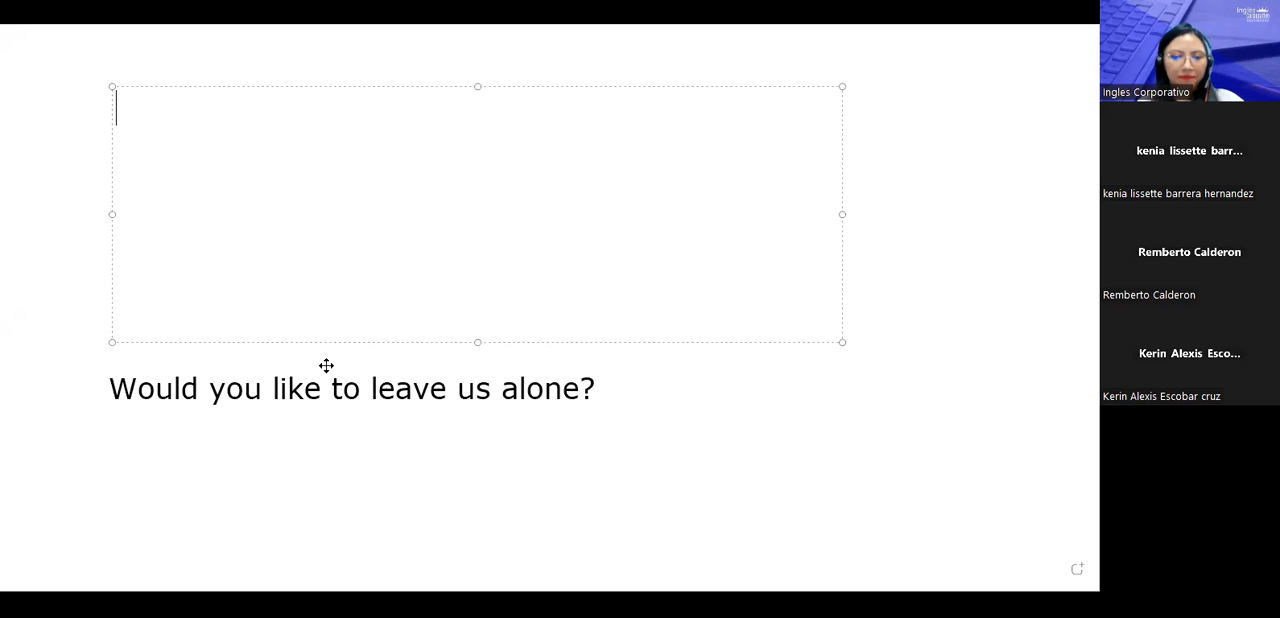 Would you like to leave us alone?
Ingles
Ingles Corporativo
kenia lissette barr...
kenia lissette barrera hernandez
Remberto Calderon
Remberto Calderon
Kerin Alexis Esco...
Kerin Alexis Escobar cruz